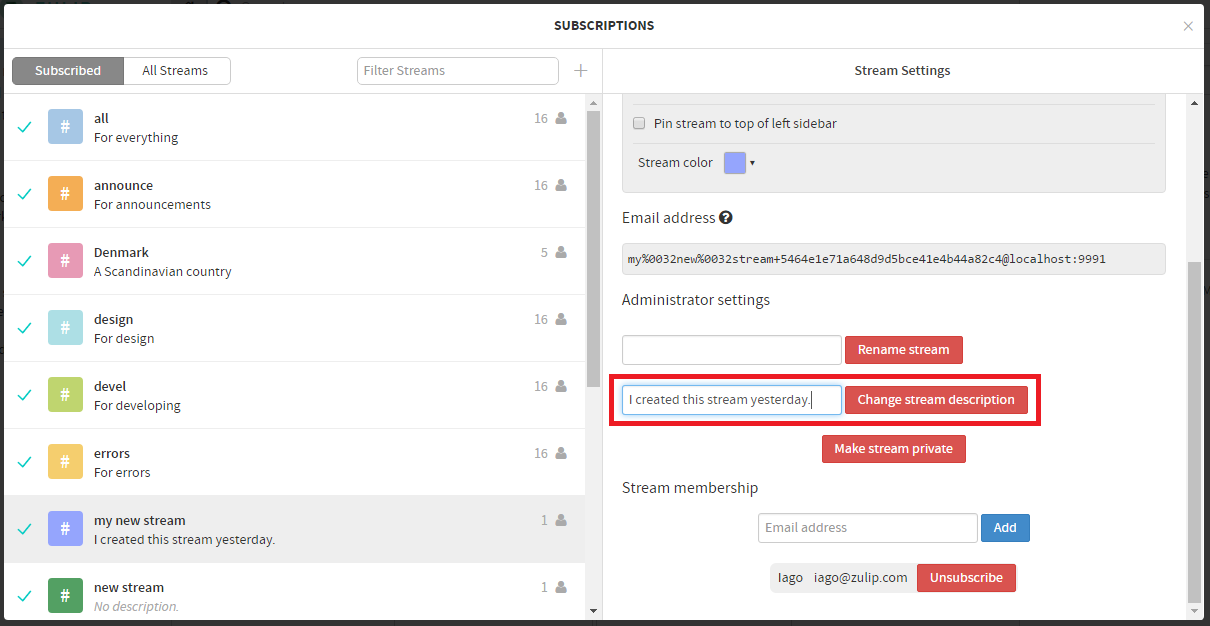 SUBSCRIPTIONS
×
Subscribed
All Streams
Filter Streams
+
Stream Settings
# all
For everything
16
# announce
For announcements
16
# Denmark
A Scandinavian country
5
# design
For design
16
# devel
For developing
16
# errors
For errors
16
# my new stream
I created this stream yesterday.
1
# new stream
No description.
1
Pin stream to top of left sidebar
Stream color
Email address ?
my%0032new%0032stream+5464e1e71a648d9d5bce41e4b44a82c4@localhost:9991
Administrator settings
Rename stream
I created this stream yesterday.
Change stream description
Make stream private
Stream membership
Email address
Add
Iago iago@zulip.com
Unsubscribe